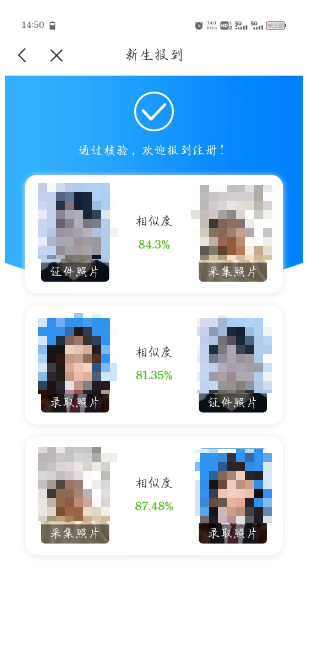 14:50
新生报到
通过核验，欢迎报到注册！
相似度
84.3%
证件照片
采集照片
相似度
81.35%
录取照片
证件照片
相似度
87.48%
采集照片
录取照片